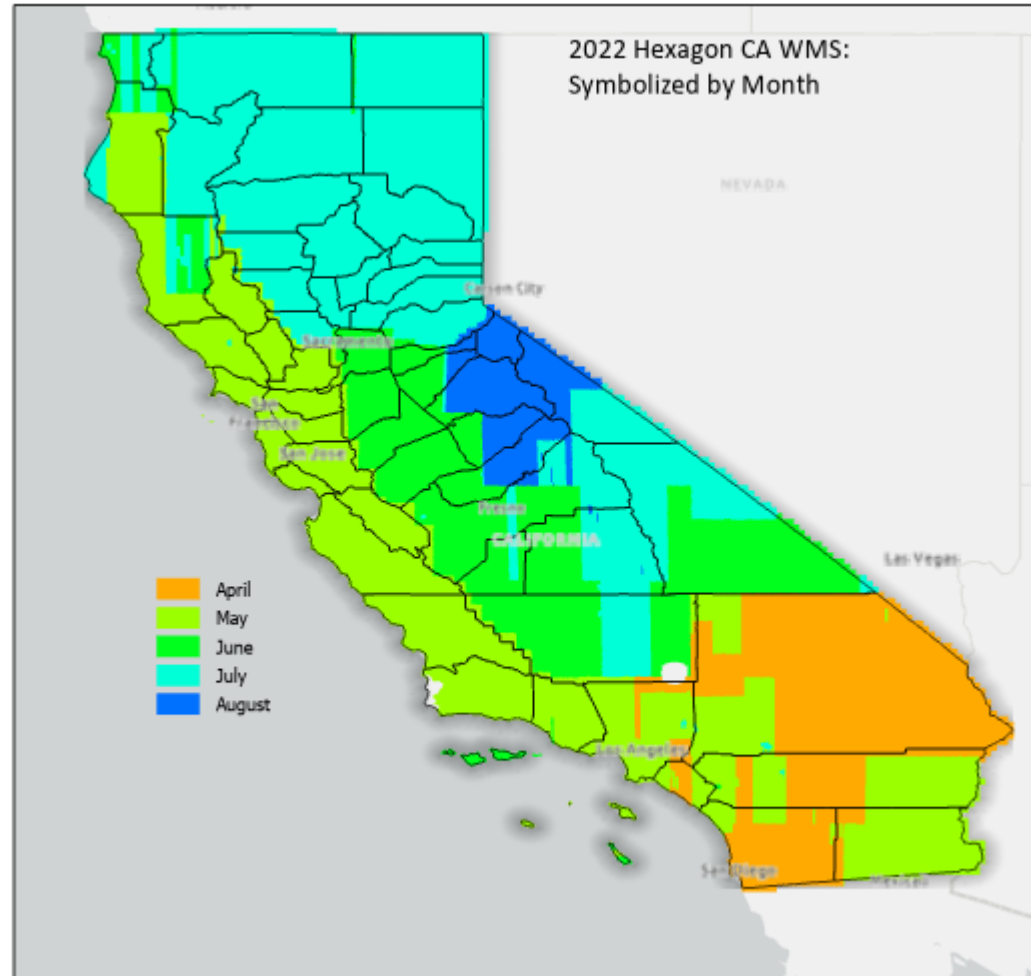 2022 Hexagon CA WMS:
Symbolized by Month
NEVADA
Carson City
Sacramento
San
Francisco
San Jose
Fresno
CALIFORNIA
Las Vegas
April
May
June
July
August
Los Angeles
San Diego
Mexicali